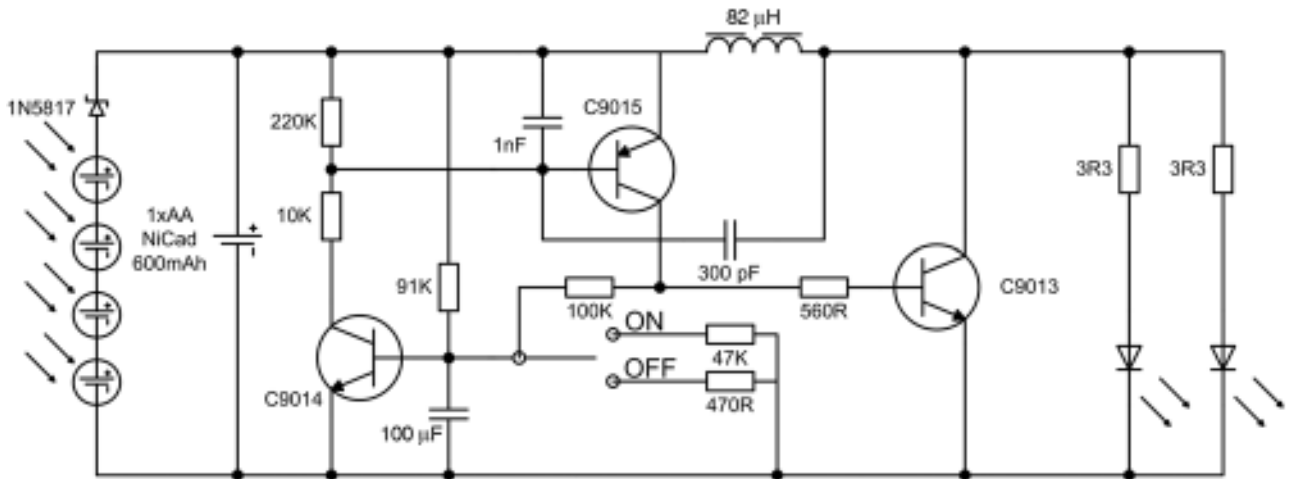 82 µH
1N5817
220K
1nF
C9015
3R3
3R3
1xAA
NiCad
600mAh
+
10K
300 pF
91K
100K
560R
C9013
ON
47K
OFF
470R
C9014
100 µF